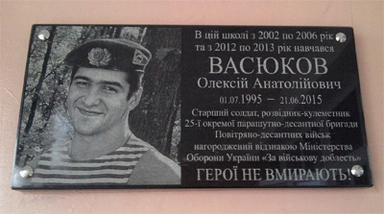 В цій школі з 2002 по 2006 рік
та з 2012 по 2013 рік навчався
ВАСЮКОВ
Олексій Анатолійович
01.07.1995 – 21.06.2015
Старший солдат, розвідник-кулеметник
25-ї окремої парашутно-десантної бригади
Повітряно-десантних військ
нагороджений відзнакою Міністерства
Оборони України «За військову доблесть»
ГЕРОЇ НЕ ВМИРАЮТЬ!